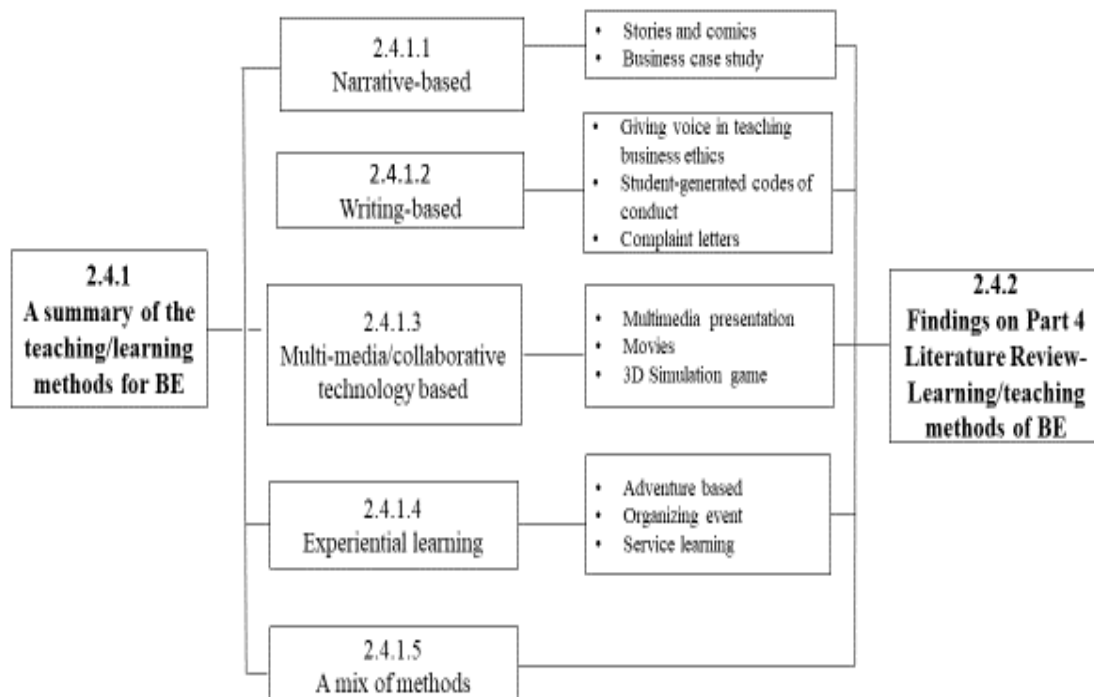 2.4.1
A summary of the
teaching/learning
methods for BE
2.4.1.1
Narrative-based
• Stories and comics
• Business case study
2.4.1.2
Writing-based
• Giving voice in teaching
business ethics
• Student-generated codes of
conduct
• Complaint letters
2.4.1.3
Multi-media/collaborative
technology based
• Multimedia presentation
• Movies
• 3D Simulation game
2.4.1.4
Experiential learning
• Adventure based
• Organizing event
• Service learning
2.4.1.5
A mix of methods
2.4.2
Findings on Part 4
Literature Review-
Learning/teaching
methods of BE